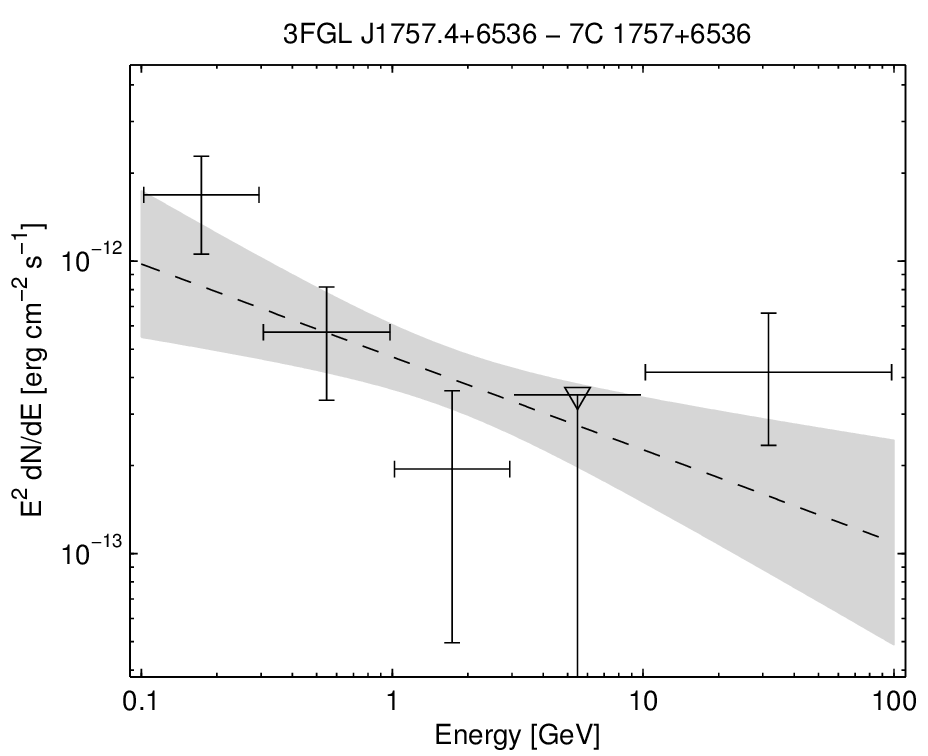 3FGL J1757.4+6536 − 7C 1757+6536
E² dN/dE [erg cm⁻² s⁻¹]
10⁻¹²
10⁻¹³
0.1 1 10 100
Energy [GeV]